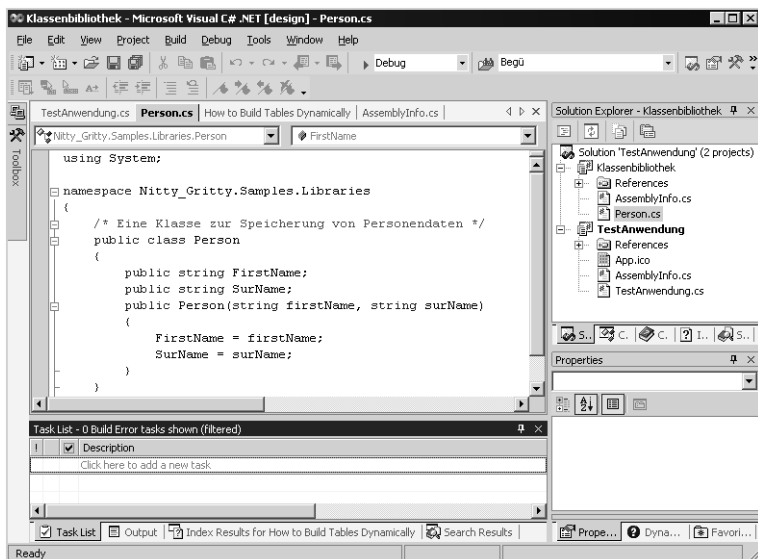 Klassenbibliothek - Microsoft Visual C# .NET [design] - Person.cs
File Edit View Project Build Debug Tools Window Help
Debug Begü
TestAnwendung.cs Person.cs How to Build Tables Dynamically AssemblyInfo.cs
Nitty_Gritty.Samples.Libraries.Person FirstName
Toolbox
using System;
namespace Nitty_Gritty.Samples.Libraries
{
/* Eine Klasse zur Speicherung von Personendaten */
public class Person
{
public string FirstName;
public string SurName;
public Person(string firstName, string surName)
{
FirstName = firstName;
SurName = surName;
}
}
Solution Explorer - Klassenbibliothek
Solution 'TestAnwendung' (2 projects)
Klassenbibliothek
References
AssemblyInfo.cs
Person.cs
TestAnwendung
References
App.ico
AssemblyInfo.cs
TestAnwendung.cs
S.. C.. C.. I.. S..
Properties
Task List - 0 Build Error tasks shown (filtered)
! Description
Click here to add a new task
Task List Output Index Results for How to Build Tables Dynamically Search Results
Prope... Dyna... Favori...
Ready